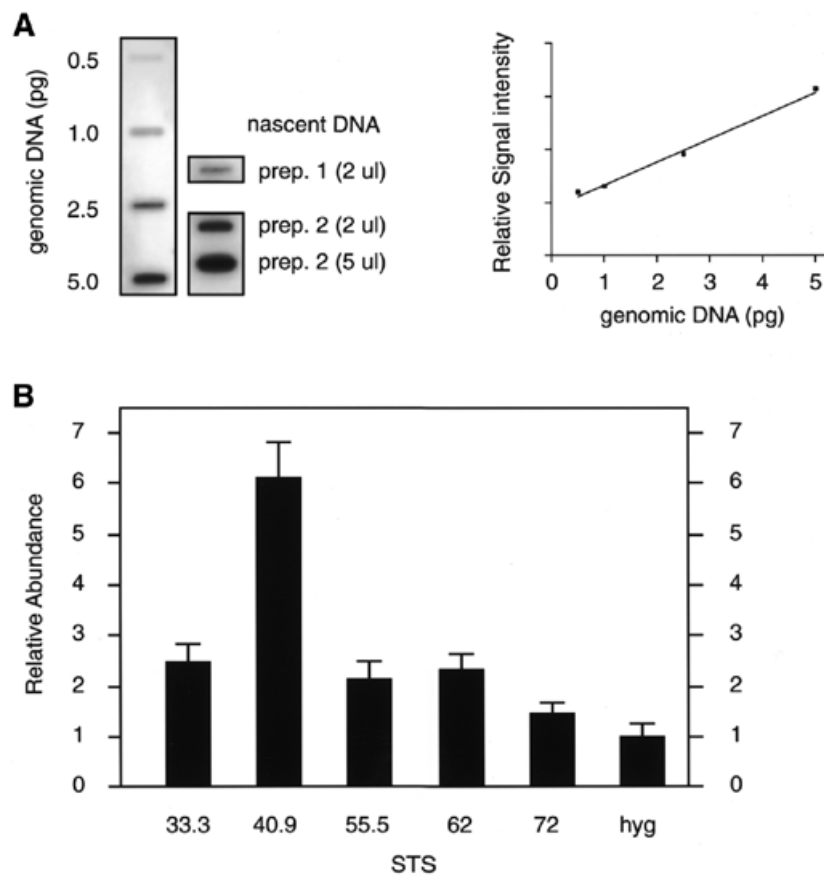 A
genomic DNA (pg)
0.5
1.0
2.5
5.0
nascent DNA
prep. 1 (2 ul)
prep. 2 (2 ul)
prep. 2 (5 ul)
Relative Signal intensity
0 1 2 3 4 5
genomic DNA (pg)
B
Relative Abundance
7 7
6 6
5 5
4 4
3 3
2 2
1 1
0 0
33.3 40.9 55.5 62 72 hyg
STS